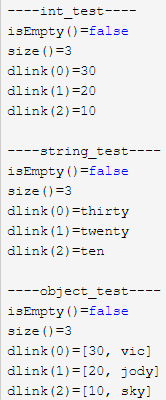 ----int_test----
isEmpty()=false
size()=3
dlink(0)=30
dlink(1)=20
dlink(2)=10

----string_test----
isEmpty()=false
size()=3
dlink(0)=thirty
dlink(1)=twenty
dlink(2)=ten

----object_test----
isEmpty()=false
size()=3
dlink(0)=[30, vic]
dlink(1)=[20, jody]
dlink(2)=[10, sky]